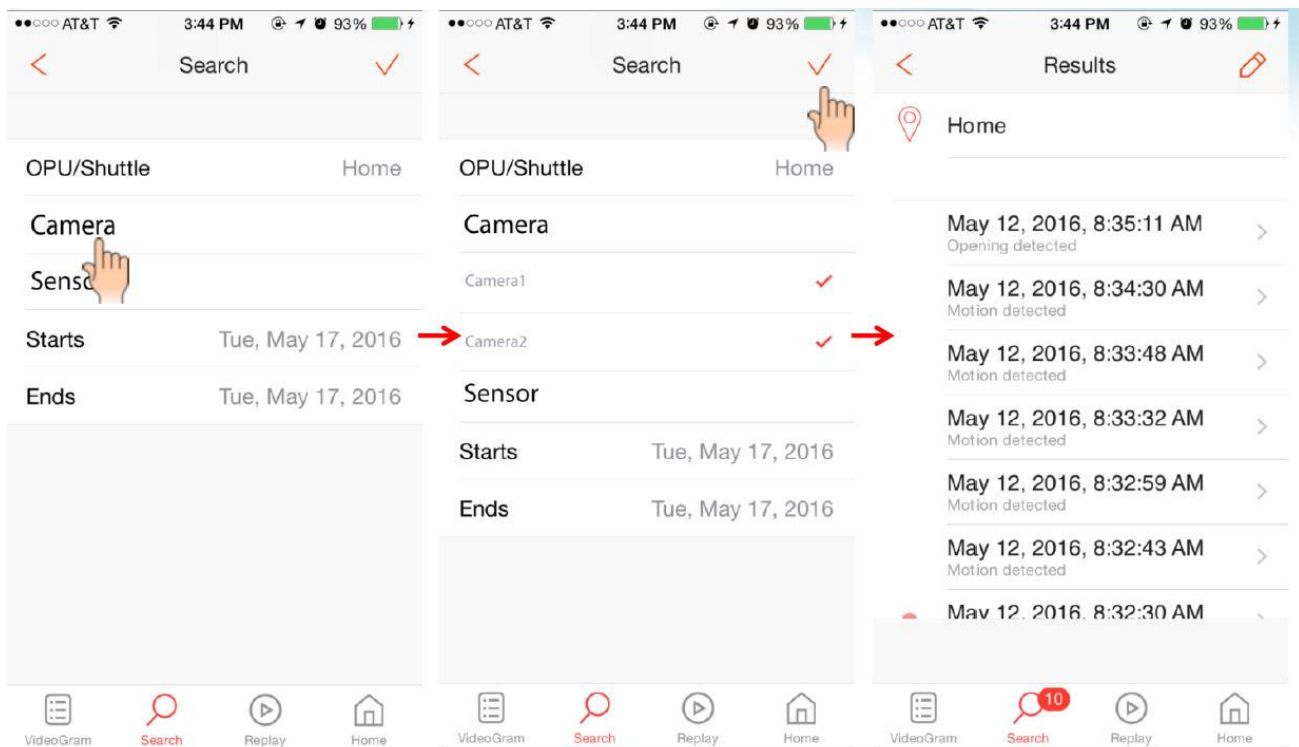 AT&T 3:44 PM 93%
Search
OPU/Shuttle Home
Camera
Sensor
Starts Tue, May 17, 2016
Ends Tue, May 17, 2016
VideoGram Search Replay Home
AT&T 3:44 PM 93%
Search
OPU/Shuttle Home
Camera
Camera1
Camera2
Sensor
Starts Tue, May 17, 2016
Ends Tue, May 17, 2016
VideoGram Search Replay Home
AT&T 3:44 PM 93%
Results
Home
May 12, 2016, 8:35:11 AM
Opening detected
May 12, 2016, 8:34:30 AM
Motion detected
May 12, 2016, 8:33:48 AM
Motion detected
May 12, 2016, 8:33:32 AM
Motion detected
May 12, 2016, 8:32:59 AM
Motion detected
May 12, 2016, 8:32:43 AM
Motion detected
May 12, 2016, 8:32:30 AM
10
VideoGram Search Replay Home